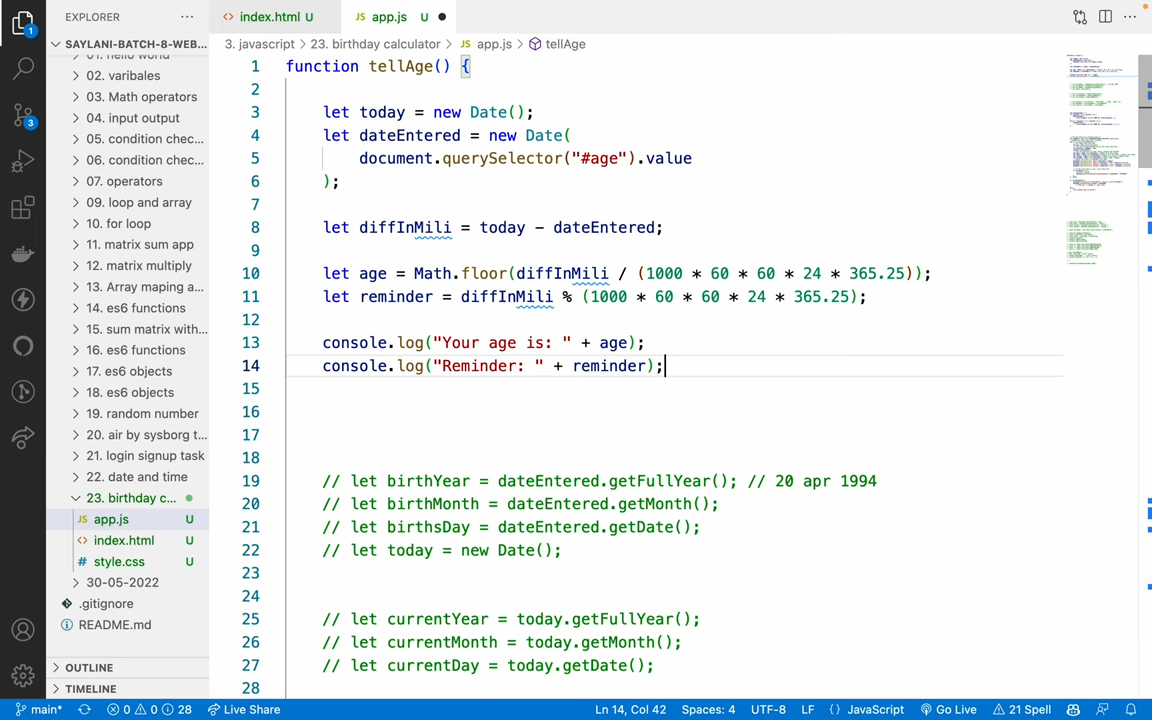 EXPLORER
SAYLANI-BATCH-8-WEB...
01. hello world
02. varibales
03. Math operators
04. input output
05. condition chec...
06. condition chec...
07. operators
09. loop and array
10. for loop
11. matrix sum app
12. matrix multiply
13. Array maping a...
14. es6 functions
15. sum matrix with...
16. es6 functions
17. es6 objects
18. es6 objects
19. random number
20. air by sysborg t...
21. login signup task
22. date and time
23. birthday c...
JS app.js U
<> index.html U
# style.css U
30-05-2022
.gitignore
README.md
OUTLINE
TIMELINE
1
3
<> index.html U
JS app.js U
3. javascript > 23. birthday calculator > JS app.js > tellAge
1 function tellAge() {
2
3 let today = new Date();
4 let dateEntered = new Date(
5 document.querySelector("#age").value
6 );
7
8 let diffInMili = today - dateEntered;
9
10 let age = Math.floor(diffInMili / (1000 * 60 * 60 * 24 * 365.25));
11 let reminder = diffInMili % (1000 * 60 * 60 * 24 * 365.25);
12
13 console.log("Your age is: " + age);
14 console.log("Reminder: " + reminder);
15
16
17
18
19 // let birthYear = dateEntered.getFullYear(); // 20 apr 1994
20 // let birthMonth = dateEntered.getMonth();
21 // let birthsDay = dateEntered.getDate();
22 // let today = new Date();
23
24
25 // let currentYear = today.getFullYear();
26 // let currentMonth = today.getMonth();
27 // let currentDay = today.getDate();
28
main* 0 0 28 Live Share Ln 14, Col 42 Spaces: 4 UTF-8 LF {} JavaScript Go Live 21 Spell